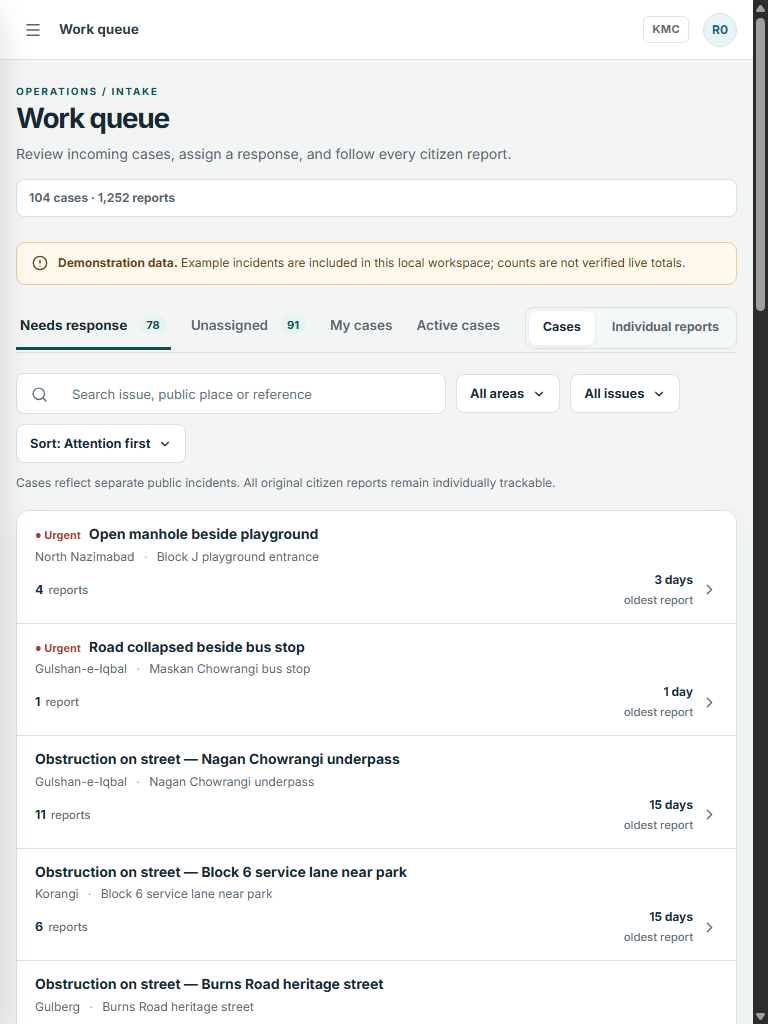 Work queue
KMC
R0
OPERATIONS / INTAKE
Work queue
Review incoming cases, assign a response, and follow every citizen report.
104 cases · 1,252 reports
Demonstration data. Example incidents are included in this local workspace; counts are not verified live totals.
Needs response 78 Unassigned 91 My cases Active cases Cases Individual reports
Search issue, public place or reference All areas All issues
Sort: Attention first
Cases reflect separate public incidents. All original citizen reports remain individually trackable.
● Urgent Open manhole beside playground
North Nazimabad · Block J playground entrance
4 reports
3 days
oldest report
● Urgent Road collapsed beside bus stop
Gulshan-e-Iqbal · Maskan Chowrangi bus stop
1 report
1 day
oldest report
Obstruction on street — Nagan Chowrangi underpass
Gulshan-e-Iqbal · Nagan Chowrangi underpass
11 reports
15 days
oldest report
Obstruction on street — Block 6 service lane near park
Korangi · Block 6 service lane near park
6 reports
15 days
oldest report
Obstruction on street — Burns Road heritage street
Gulberg · Burns Road heritage street